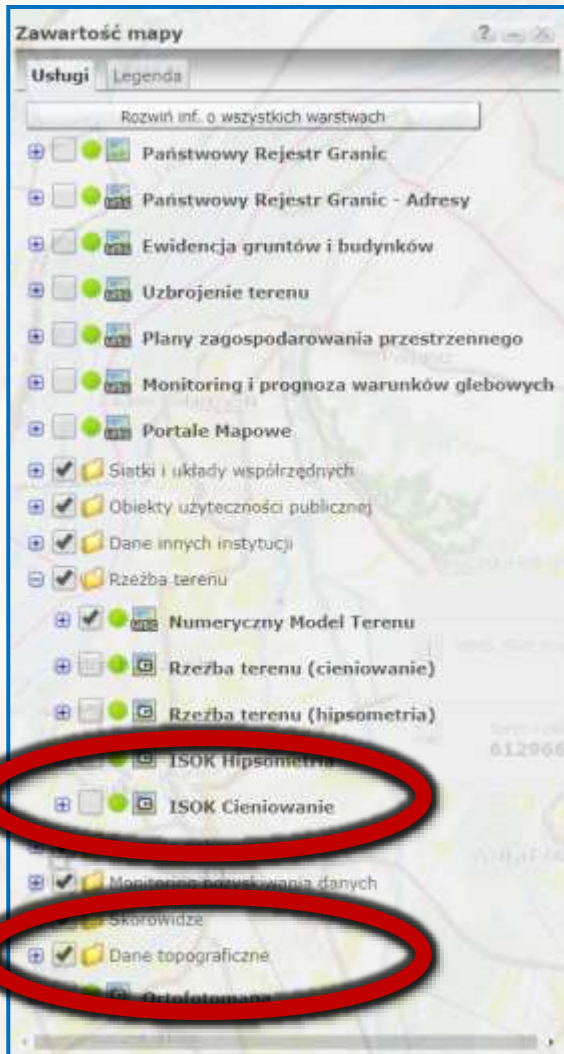 Zawartość mapy
Usługi Legenda
Rozwiń inf. o wszystkich warstwach
Państwowy Rejestr Granic
Państwowy Rejestr Granic - Adresy
Ewidencja gruntów i budynków
Uzbrojenie terenu
Plany zagospodarowania przestrzennego
Monitoring i prognoza warunków glebowych
Portale Mapowe
Siatki i układy współrzędnych
Obiekty użyteczności publicznej
Dane innych instytucji
Rzeźba terenu
Numeryczny Model Terenu
Rzeźba terenu (cieniowanie)
Rzeźba terenu (hipsometria)
ISOK Hipsometria
612966
ISOK Cieniowanie
Monitoring pozyskiwania danych
Skorowidze
Dane topograficzne
Ortofotomapa